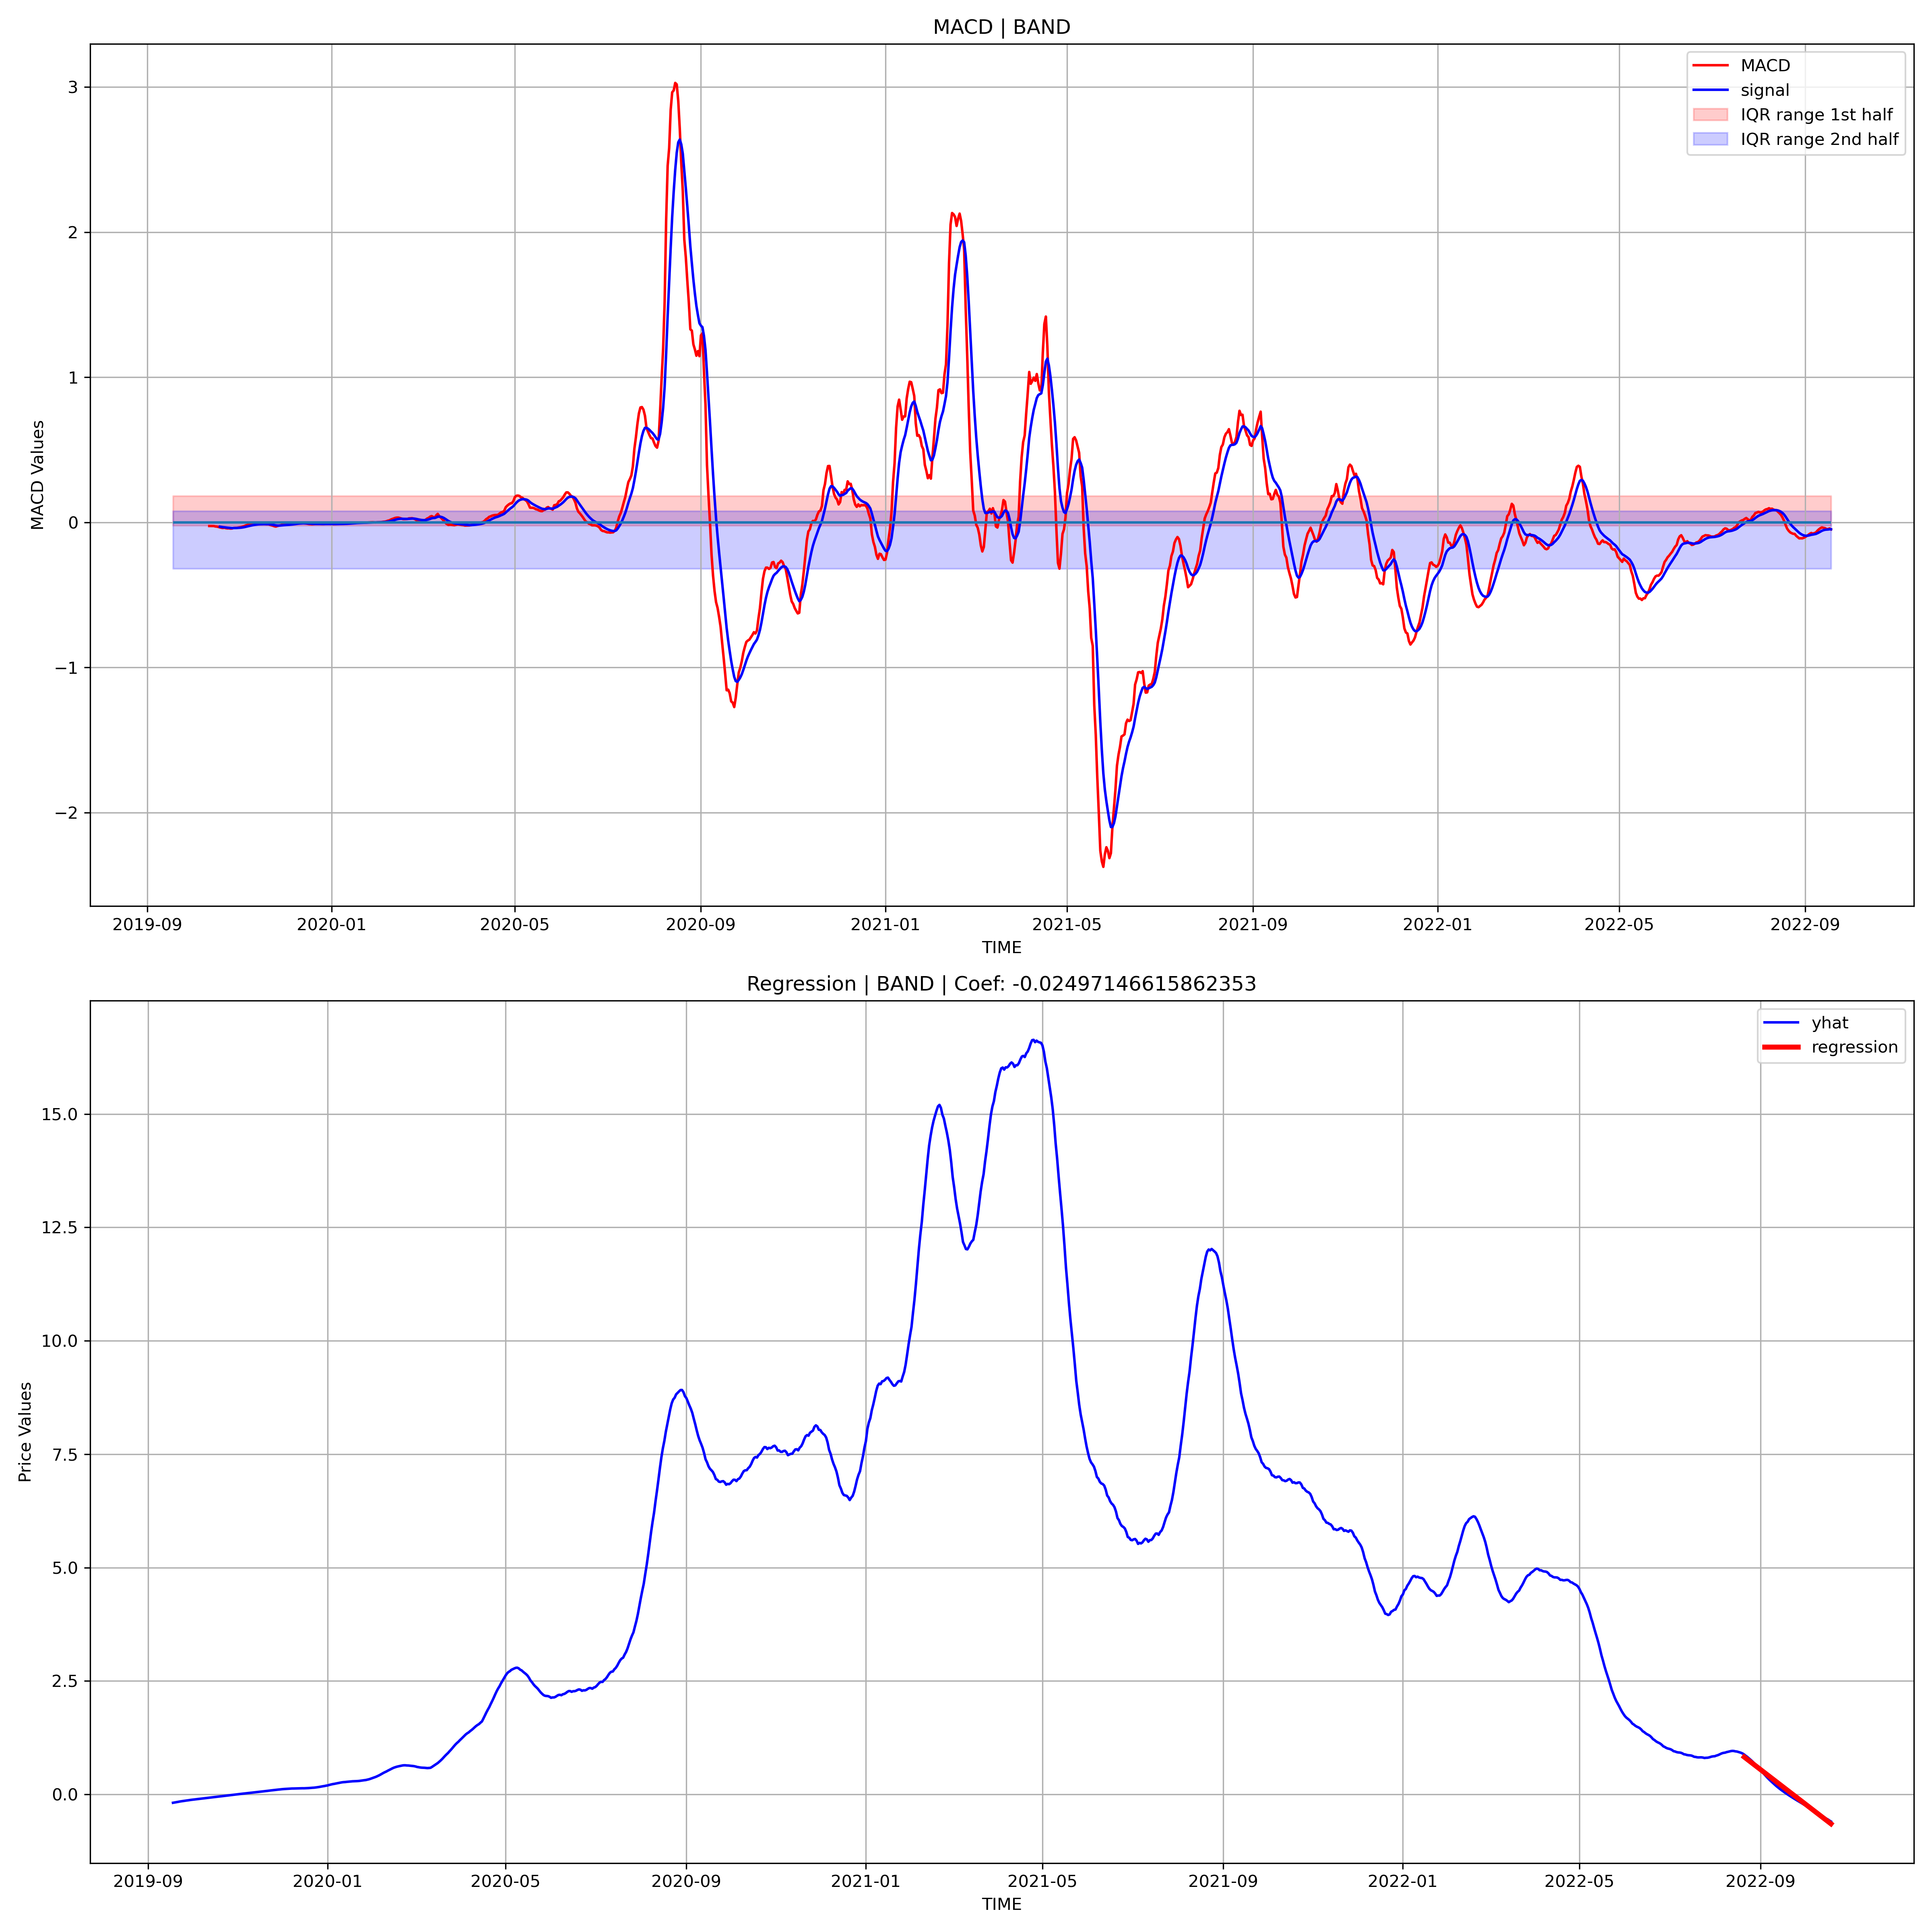 MACD | BAND
MACD
signal
IQR range 1st half
IQR range 2nd half
MACD Values
3
2
1
0
−1
−2
2019-09 2020-01 2020-05 2020-09 2021-01 2021-05 2021-09 2022-01 2022-05 2022-09
TIME
Regression | BAND | Coef: -0.02497146615862353
yhat
regression
Price Values
15.0
12.5
10.0
7.5
5.0
2.5
0.0
2019-09 2020-01 2020-05 2020-09 2021-01 2021-05 2021-09 2022-01 2022-05 2022-09
TIME